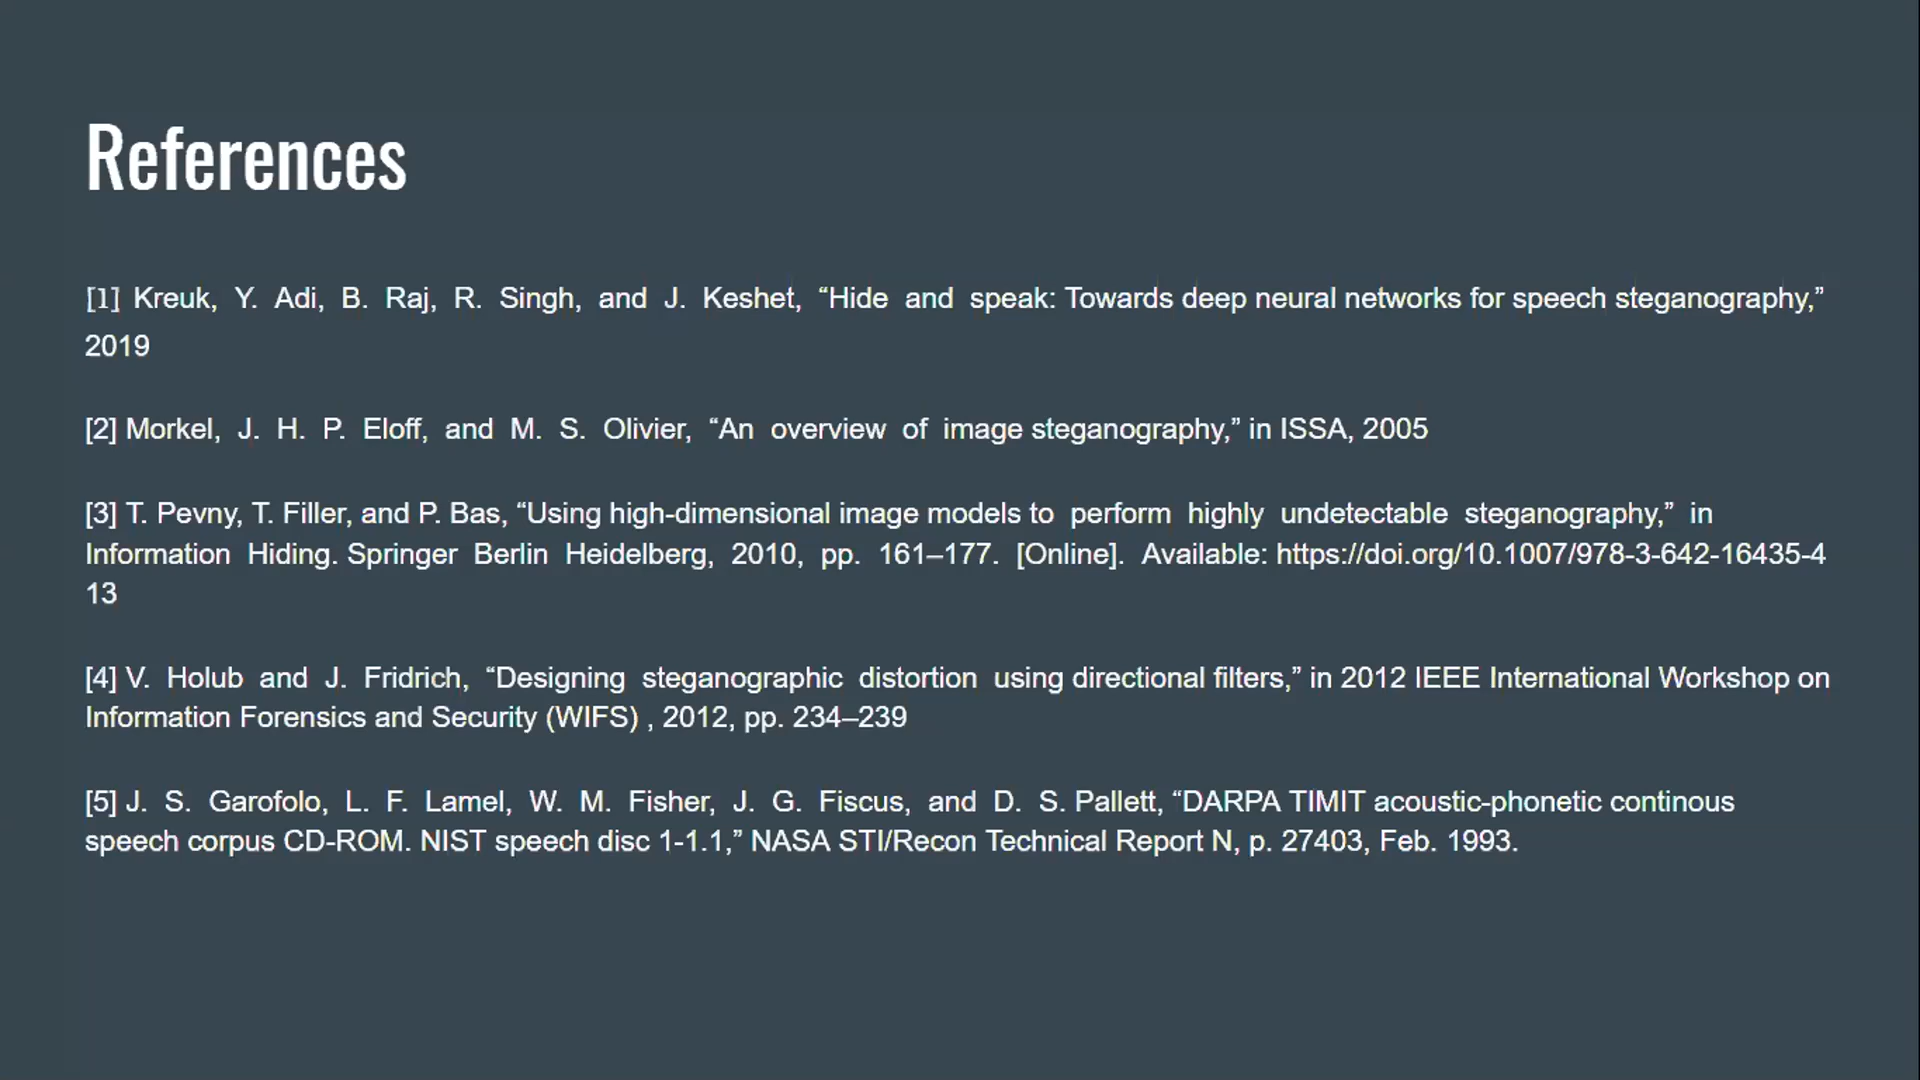 References
[1] Kreuk, Y. Adi, B. Raj, R. Singh, and J. Keshet, “Hide and speak: Towards deep neural networks for speech steganography,”
2019
[2] Morkel, J. H. P. Eloff, and M. S. Olivier, “An overview of image steganography,” in ISSA, 2005
[3] T. Pevny, T. Filler, and P. Bas, “Using high-dimensional image models to perform highly undetectable steganography,” in
Information Hiding. Springer Berlin Heidelberg, 2010, pp. 161–177. [Online]. Available: https://doi.org/10.1007/978-3-642-16435-4
13
[4] V. Holub and J. Fridrich, “Designing steganographic distortion using directional filters,” in 2012 IEEE International Workshop on
Information Forensics and Security (WIFS) , 2012, pp. 234–239
[5] J. S. Garofolo, L. F. Lamel, W. M. Fisher, J. G. Fiscus, and D. S. Pallett, “DARPA TIMIT acoustic-phonetic continous
speech corpus CD-ROM. NIST speech disc 1-1.1,” NASA STI/Recon Technical Report N, p. 27403, Feb. 1993.